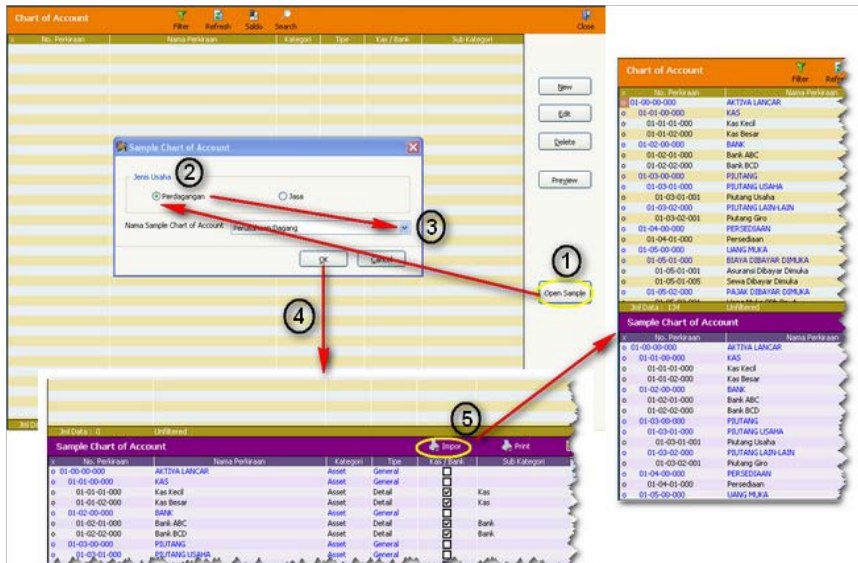 Chart of Account
Filter Refresh Saldo Search Close
x No. Perkiraan Nama Perkiraan Kategori Tipe Kas / Bank Sub Kategori
New
Edit
Delete
Preview
Open Sample
1
Sample Chart of Account
Jenis Usaha
2
Perdagangan Jasa
Nama Sample Chart of Account Perusahaan Dagang
3
OK Cancel
4
5
Jml Data : 0 Unfiltered
Sample Chart of Account Impor Print
x No. Perkiraan Nama Perkiraan Kategori Tipe Kas / Bank Sub Kategori
o 01-00-00-000 AKTIVA LANCAR Asset General
o 01-01-00-000 KAS Asset General
o 01-01-01-000 Kas Kecil Asset Detail Kas
o 01-01-02-000 Kas Besar Asset Detail Kas
o 01-02-00-000 BANK Asset General
o 01-02-01-000 Bank ABC Asset Detail Bank
o 01-02-02-000 Bank BCD Asset Detail Bank
o 01-03-00-000 PIUTANG Asset General
o 01-03-01-000 PIUTANG USAHA Asset General
Chart of Account
Filter
x No. Perkiraan Nama Perkiraan
o 01-00-00-000 AKTIVA LANCAR
o 01-01-00-000 KAS
o 01-01-01-000 Kas Kecil
o 01-01-02-000 Kas Besar
o 01-02-00-000 BANK
o 01-02-01-000 Bank ABC
o 01-02-02-000 Bank BCD
o 01-03-00-000 PIUTANG
o 01-03-01-000 PIUTANG USAHA
o 01-03-01-001 Piutang Usaha
o 01-03-02-000 PIUTANG LAIN-LAIN
o 01-03-02-001 Piutang Giro
o 01-04-00-000 PERSEDIAAN
o 01-04-01-000 Persediaan
o 01-05-00-000 UANG MUKA
o 01-05-01-000 BIAYA DIBAYAR DIMUKA
o 01-05-01-001 Asuransi Dibayar Dimuka
o 01-05-01-005 Sewa Dibayar Dimuka
o 01-05-02-000 PAJAK DIBAYAR DIMUKA
Jml Data : 134 Unfiltered
Sample Chart of Account
x No. Perkiraan Nama Perkiraan
o 01-00-00-000 AKTIVA LANCAR
o 01-01-00-000 KAS
o 01-01-01-000 Kas Kecil
o 01-01-02-000 Kas Besar
o 01-02-00-000 BANK
o 01-02-01-000 Bank ABC
o 01-02-02-000 Bank BCD
o 01-03-00-000 PIUTANG
o 01-03-01-000 PIUTANG USAHA
o 01-03-01-001 Piutang Usaha
o 01-03-02-000 PIUTANG LAIN-LAIN
o 01-03-02-001 Piutang Giro
o 01-04-00-000 PERSEDIAAN
o 01-04-01-000 Persediaan
o 01-05-00-000 UANG MUKA